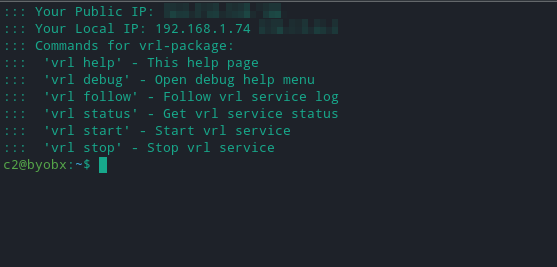 ::: Your Public IP:
::: Your Local IP: 192.168.1.74
::: Commands for vrl-package:
:::  'vrl help' - This help page
:::  'vrl debug' - Open debug help menu
:::  'vrl follow' - Follow vrl service log
:::  'vrl status' - Get vrl service status
:::  'vrl start' - Start vrl service
:::  'vrl stop' - Stop vrl service
c2@byobx:~$